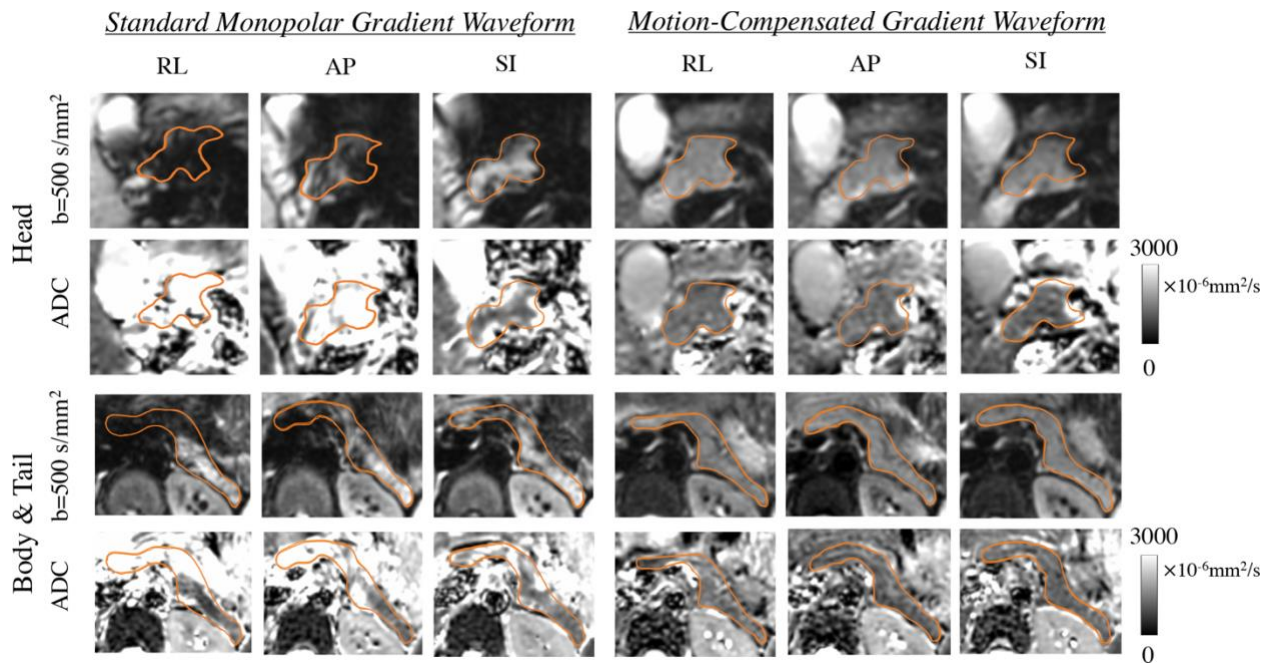 Standard Monopolar Gradient Waveform
Motion-Compensated Gradient Waveform
RL
AP
SI
RL
AP
SI
Head
b=500 s/mm²
ADC
3000
×10⁻⁶mm²/s
0
Body & Tail
b=500 s/mm²
ADC
3000
×10⁻⁶mm²/s
0